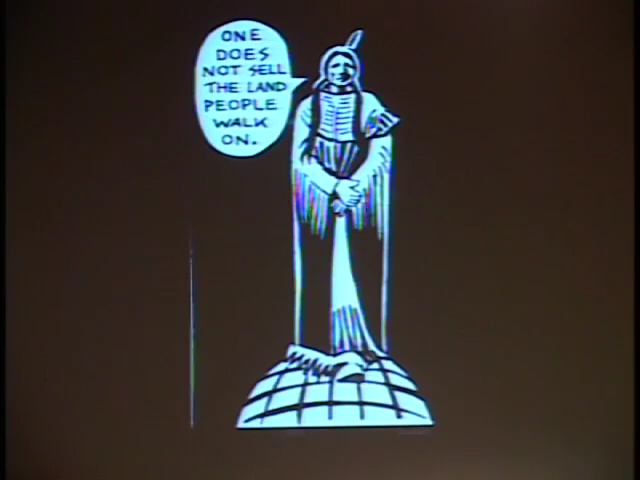 ONE
DOES
NOT SELL
THE LAND
PEOPLE
WALK
ON.